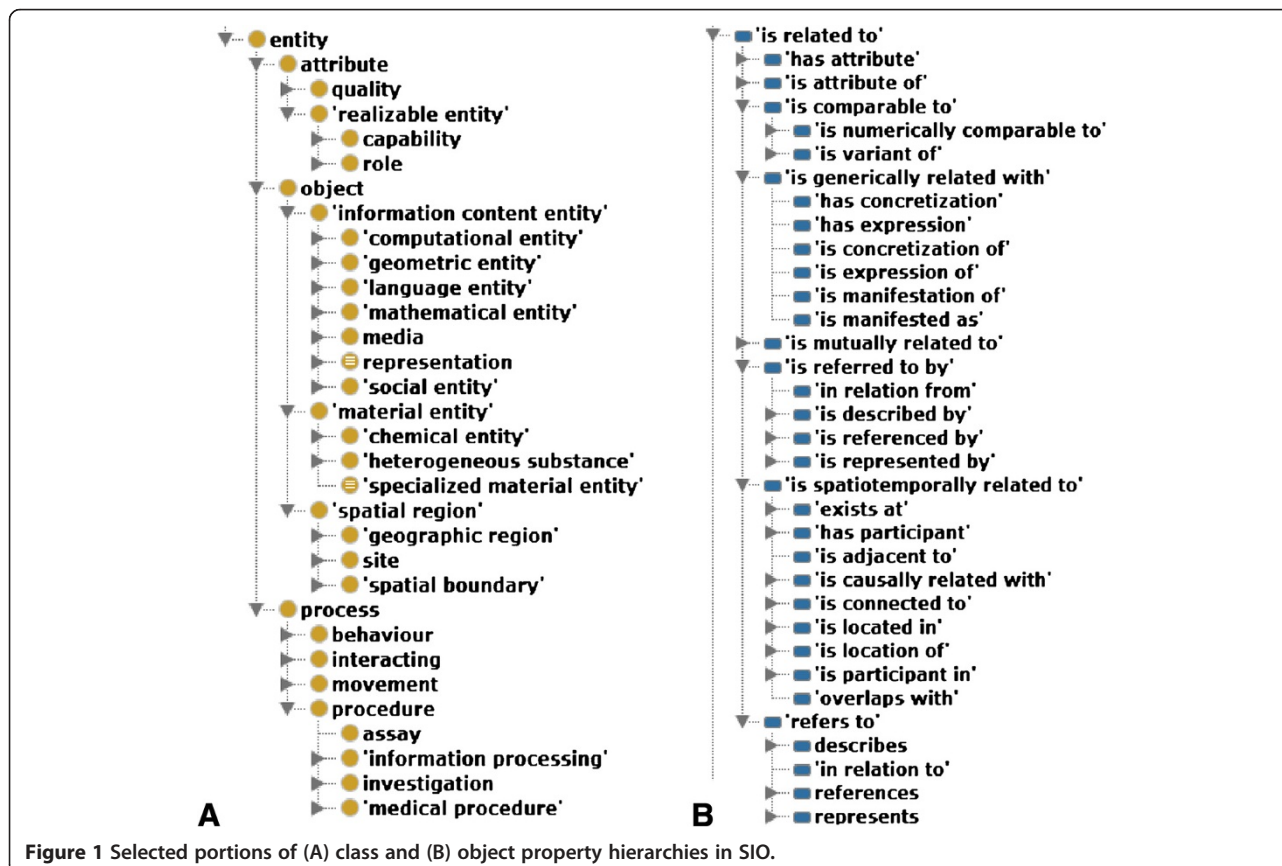 entity
attribute
quality
'realizable entity'
capability
role
object
'information content entity'
'computational entity'
'geometric entity'
'language entity'
'mathematical entity'
media
representation
'social entity'
'material entity'
'chemical entity'
'heterogeneous substance'
'specialized material entity'
'spatial region'
'geographic region'
site
'spatial boundary'
process
behaviour
interacting
movement
procedure
assay
'information processing'
investigation
'medical procedure'
A
'is related to'
'has attribute'
'is attribute of'
'is comparable to'
'is numerically comparable to'
'is variant of'
'is generically related with'
'has concretization'
'has expression'
'is concretization of'
'is expression of'
'is manifestation of'
'is manifested as'
'is mutually related to'
'is referred to by'
'in relation from'
'is described by'
'is referenced by'
'is represented by'
'is spatiotemporally related to'
'exists at'
'has participant'
'is adjacent to'
'is causally related with'
'is connected to'
'is located in'
'is location of'
'is participant in'
'overlaps with'
'refers to'
describes
'in relation to'
references
represents
B
Figure 1 Selected portions of (A) class and (B) object property hierarchies in SIO.